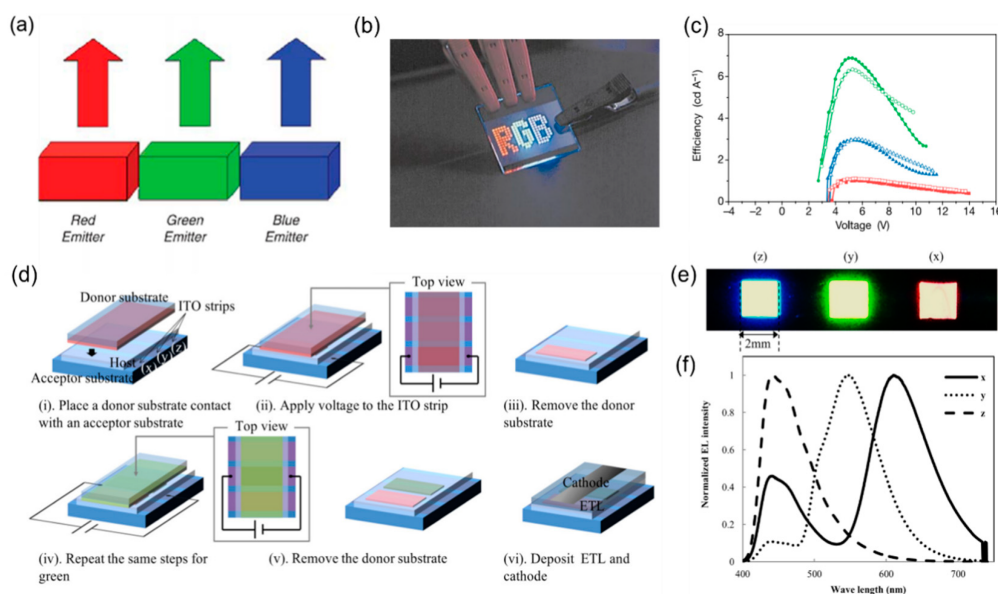 (a)
Red
Emitter
Green
Emitter
Blue
Emitter
(b)
RGB
(c)
Efficiency (cd A⁻¹)
8
6
4
2
0
−4 −2 0 2 4 6 8 10 12 14 16
Voltage (V)
(d)
Donor substrate
ITO strips
Host
(x) (y) (z)
Acceptor substrate
(i). Place a donor substrate contact
with an acceptor substrate
Top view
(ii). Apply voltage to the ITO strip
(iii). Remove the donor
substrate
Top view
(iv). Repeat the same steps for
green
(v). Remove the donor substrate
Cathode
ETL
(vi). Deposit ETL and
cathode
(e)
(z) (y) (x)
2mm
(f)
Normalized EL intensity
1
0.8
0.6
0.4
0.2
0
400 500 600 700
Wave length (nm)
x
y
z